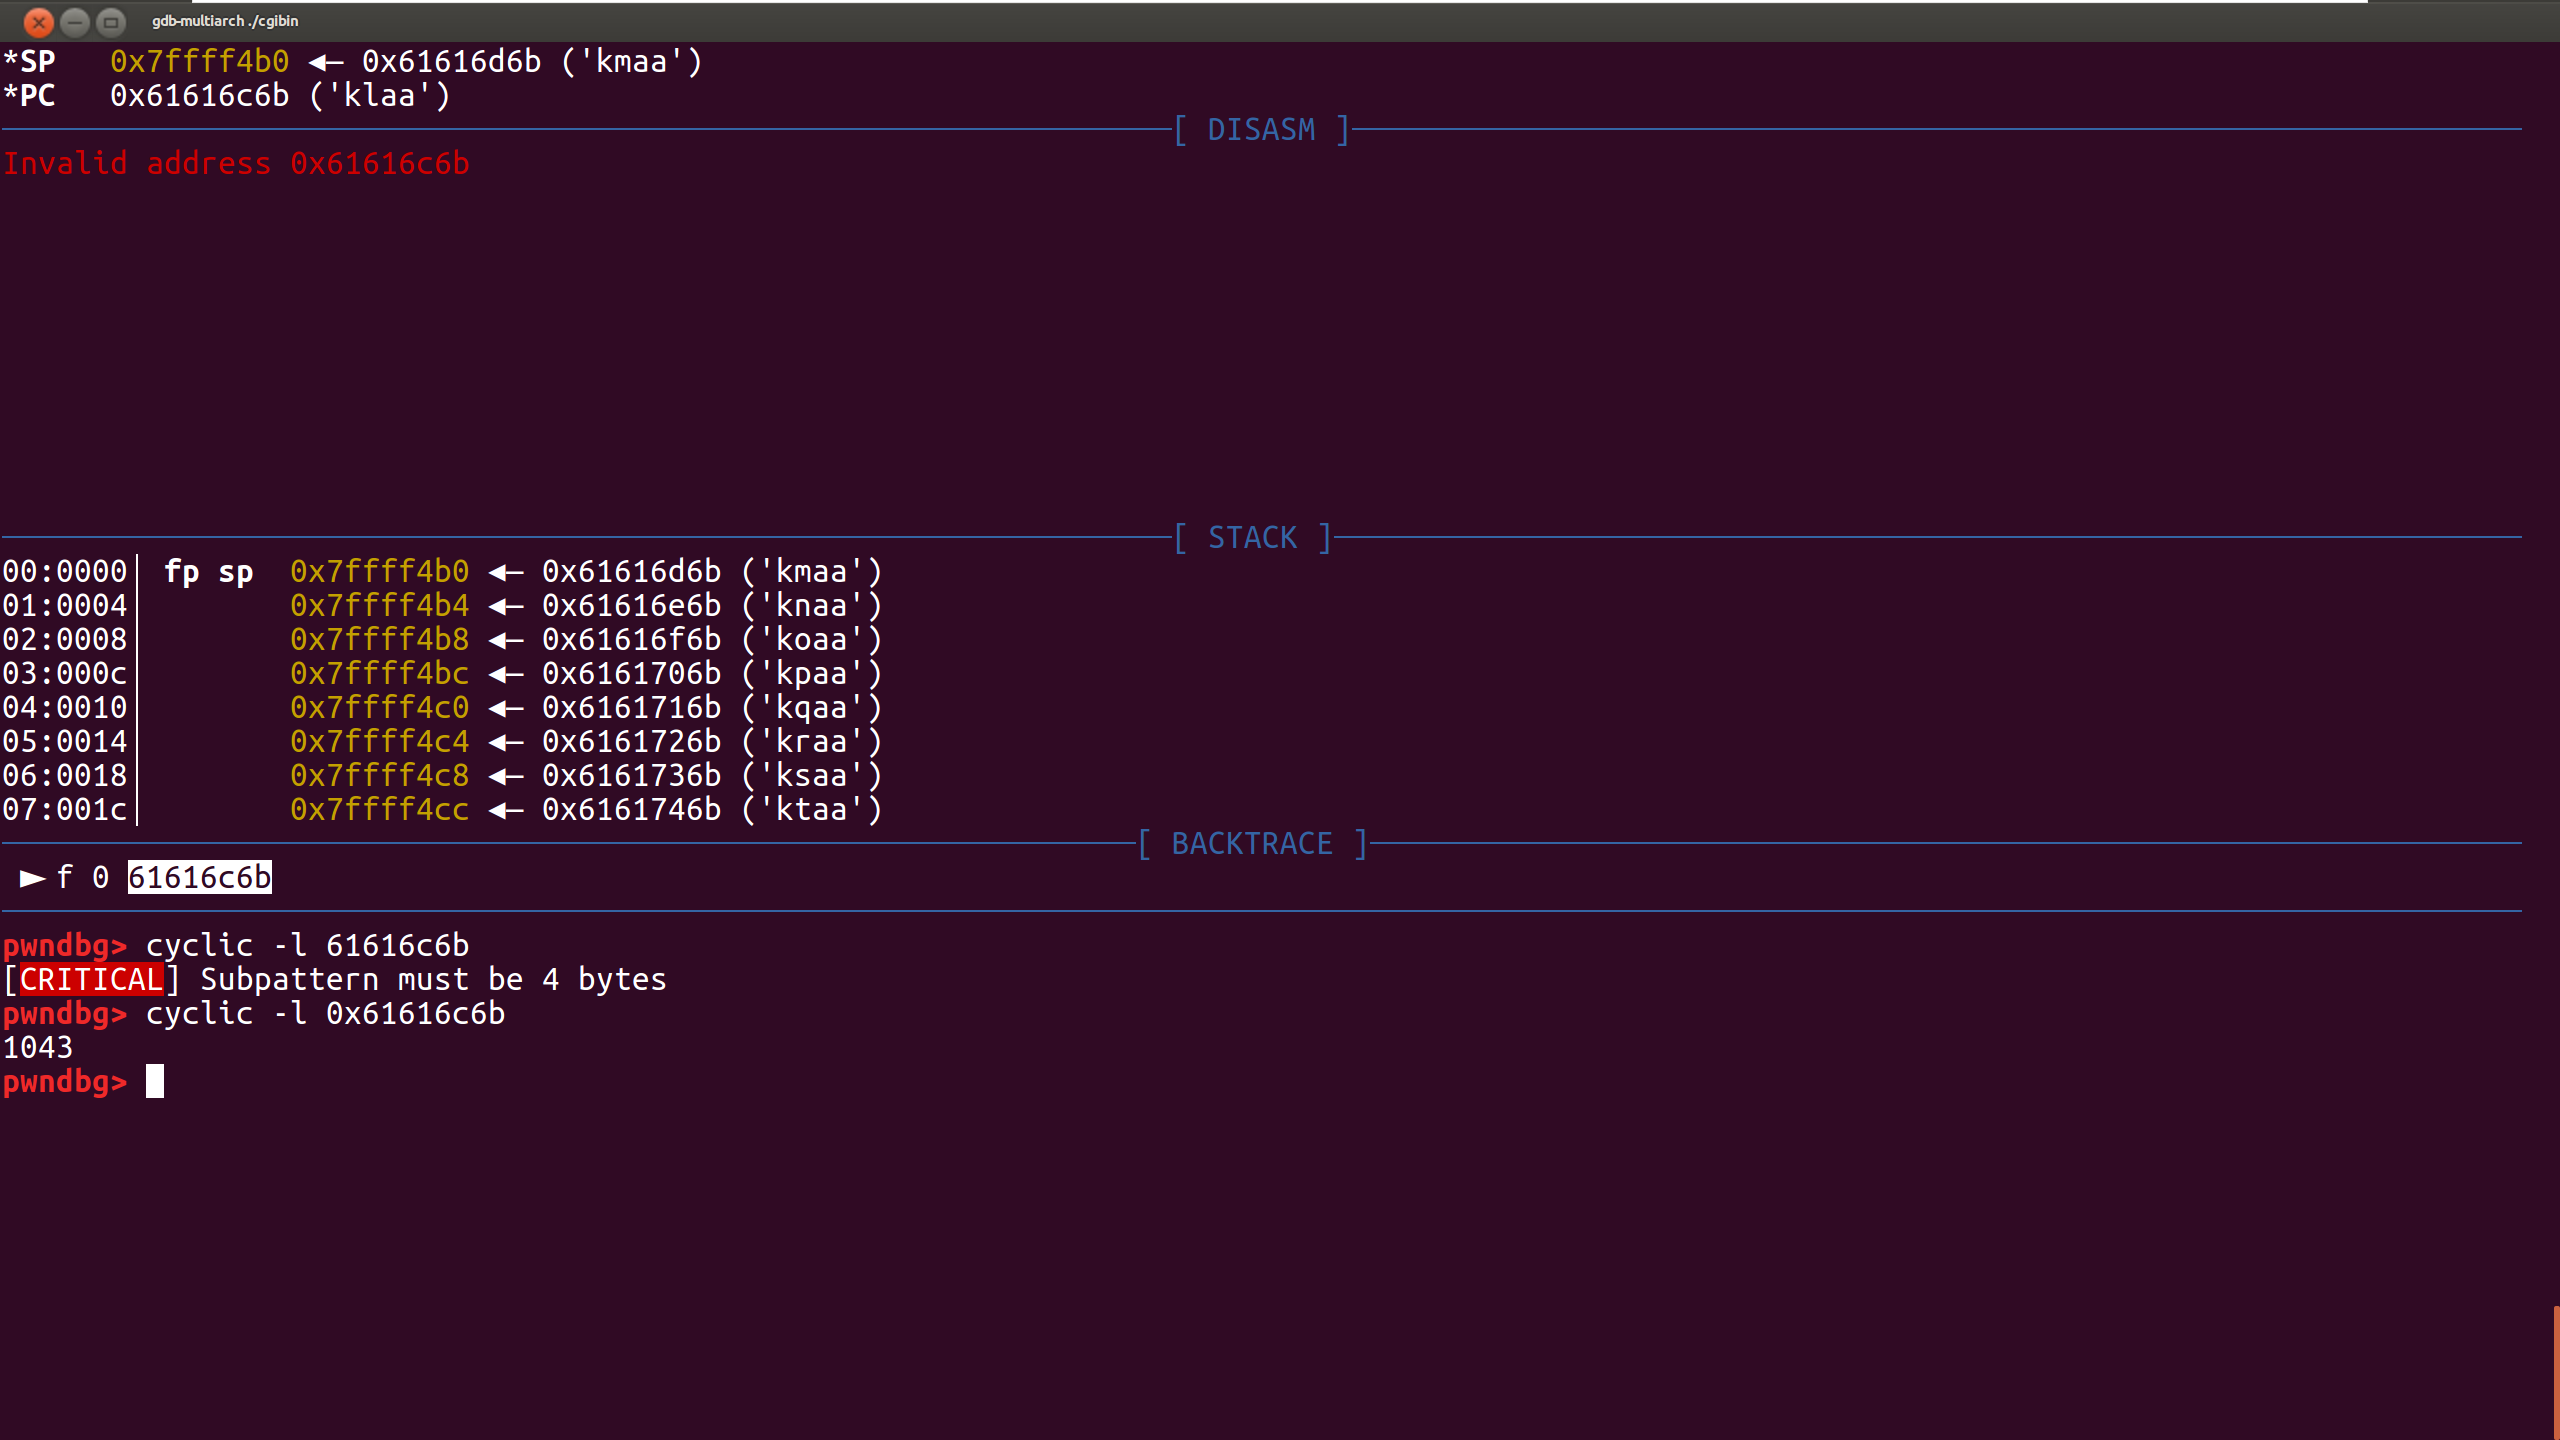 gdb-multiarch ./cgibin
*SP 0x7ffff4b0 ◂— 0x61616d6b ('kmaa')
*PC 0x61616c6b ('klaa')
[ DISASM ]
Invalid address 0x61616c6b
[ STACK ]
00:0000│ fp sp 0x7ffff4b0 ◂— 0x61616d6b ('kmaa')
01:0004│ 0x7ffff4b4 ◂— 0x61616e6b ('knaa')
02:0008│ 0x7ffff4b8 ◂— 0x61616f6b ('koaa')
03:000c│ 0x7ffff4bc ◂— 0x6161706b ('kpaa')
04:0010│ 0x7ffff4c0 ◂— 0x6161716b ('kqaa')
05:0014│ 0x7ffff4c4 ◂— 0x6161726b ('kraa')
06:0018│ 0x7ffff4c8 ◂— 0x6161736b ('ksaa')
07:001c│ 0x7ffff4cc ◂— 0x6161746b ('ktaa')
[ BACKTRACE ]
► f 0 61616c6b
pwndbg> cyclic -l 61616c6b
[CRITICAL] Subpattern must be 4 bytes
pwndbg> cyclic -l 0x61616c6b
1043
pwndbg>